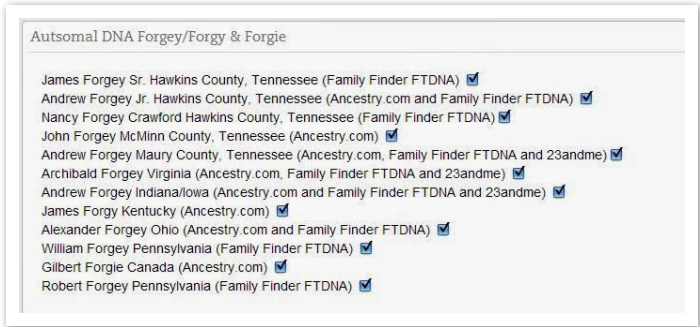 Autsomal DNA Forgey/Forgy & Forgie
James Forgey Sr. Hawkins County, Tennessee (Family Finder FTDNA)
Andrew Forgey Jr. Hawkins County, Tennessee (Ancestry.com and Family Finder FTDNA)
Nancy Forgey Crawford Hawkins County, Tennessee (Family Finder FTDNA)
John Forgey McMinn County, Tennessee (Ancestry.com)
Andrew Forgey Maury County, Tennessee (Ancestry.com, Family Finder FTDNA and 23andme)
Archibald Forgey Virginia (Ancestry.com, Family Finder FTDNA and 23andme)
Andrew Forgey Indiana/Iowa (Ancestry.com and Family Finder FTDNA and 23andme)
James Forgy Kentucky (Ancestry.com)
Alexander Forgey Ohio (Ancestry.com and Family Finder FTDNA)
William Forgey Pennsylvania (Family Finder FTDNA)
Gilbert Forgie Canada (Ancestry.com)
Robert Forgey Pennsylvania (Family Finder FTDNA)